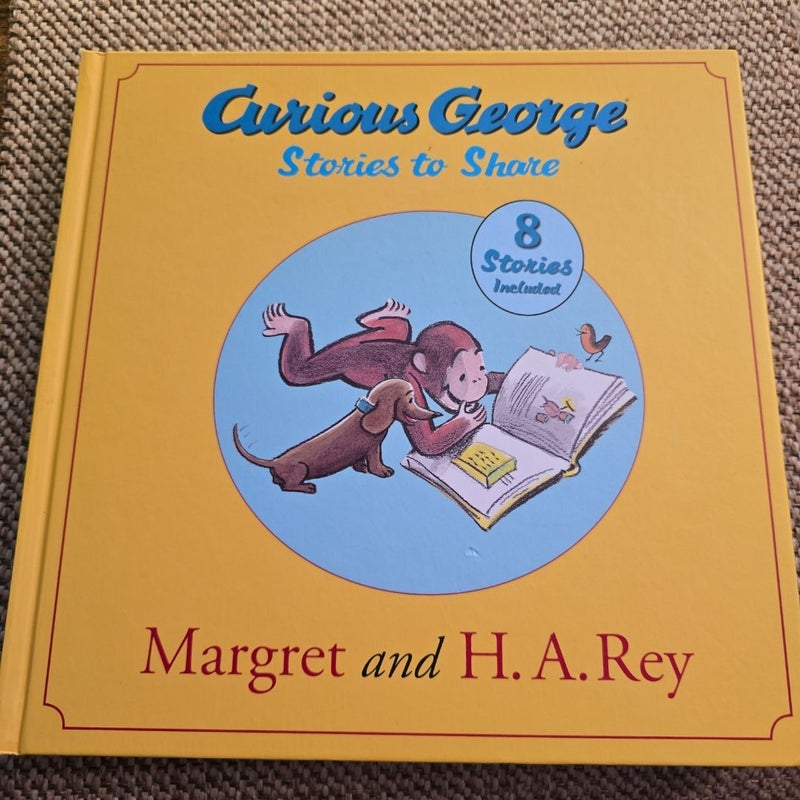 Curious George
Stories to Share
8
Stories
Included
Margret and H. A. Rey